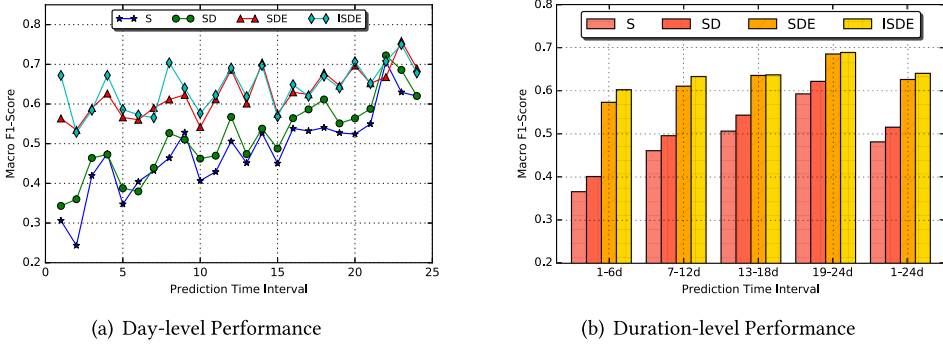 S SD SDE ISDE
Macro F1-Score
0.9
0.8
0.7
0.6
0.5
0.4
0.3
0.2
0 5 10 15 20 25
Prediction Time Interval
(a) Day-level Performance
S SD SDE ISDE
Macro F1-Score
0.8
0.7
0.6
0.5
0.4
0.3
0.2
1-6d 7-12d 13-18d 19-24d 1-24d
Prediction Time Interval
(b) Duration-level Performance